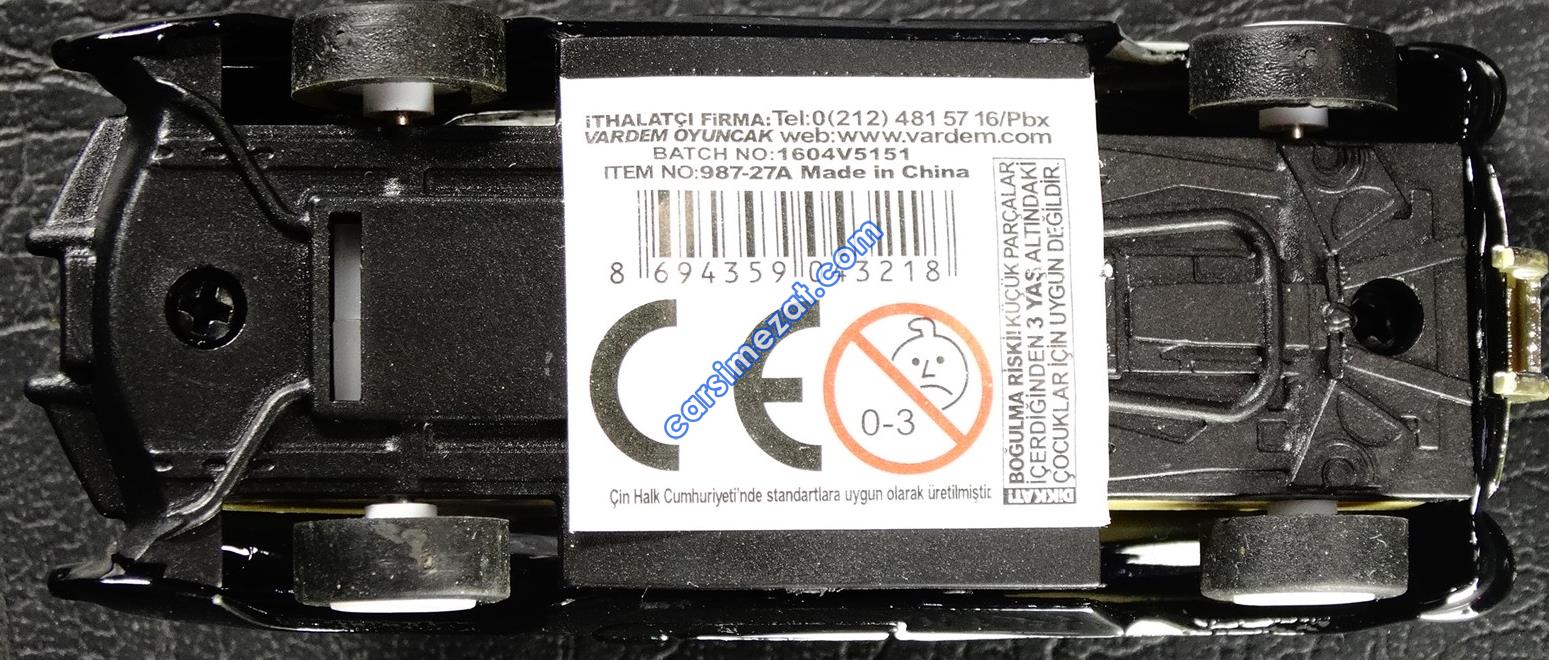 İTHALATÇI FİRMA:Tel:0(212) 481 57 16/Pbx
VARDEM OYUNCAK web:www.vardem.com
BATCH NO:1604V5151
ITEM NO:987-27A Made in China
8 694359 043218
CE
0-3
Çin Halk Cumhuriyeti'nde standartlara uygun olarak üretilmiştir.
DİKKAT! BOĞULMA RİSKİ! KÜÇÜK PARÇALAR
İÇERDİĞİNDEN 3 YAŞ ALTINDAKİ
ÇOCUKLAR İÇİN UYGUN DEĞİLDİR.
carsimezat.com